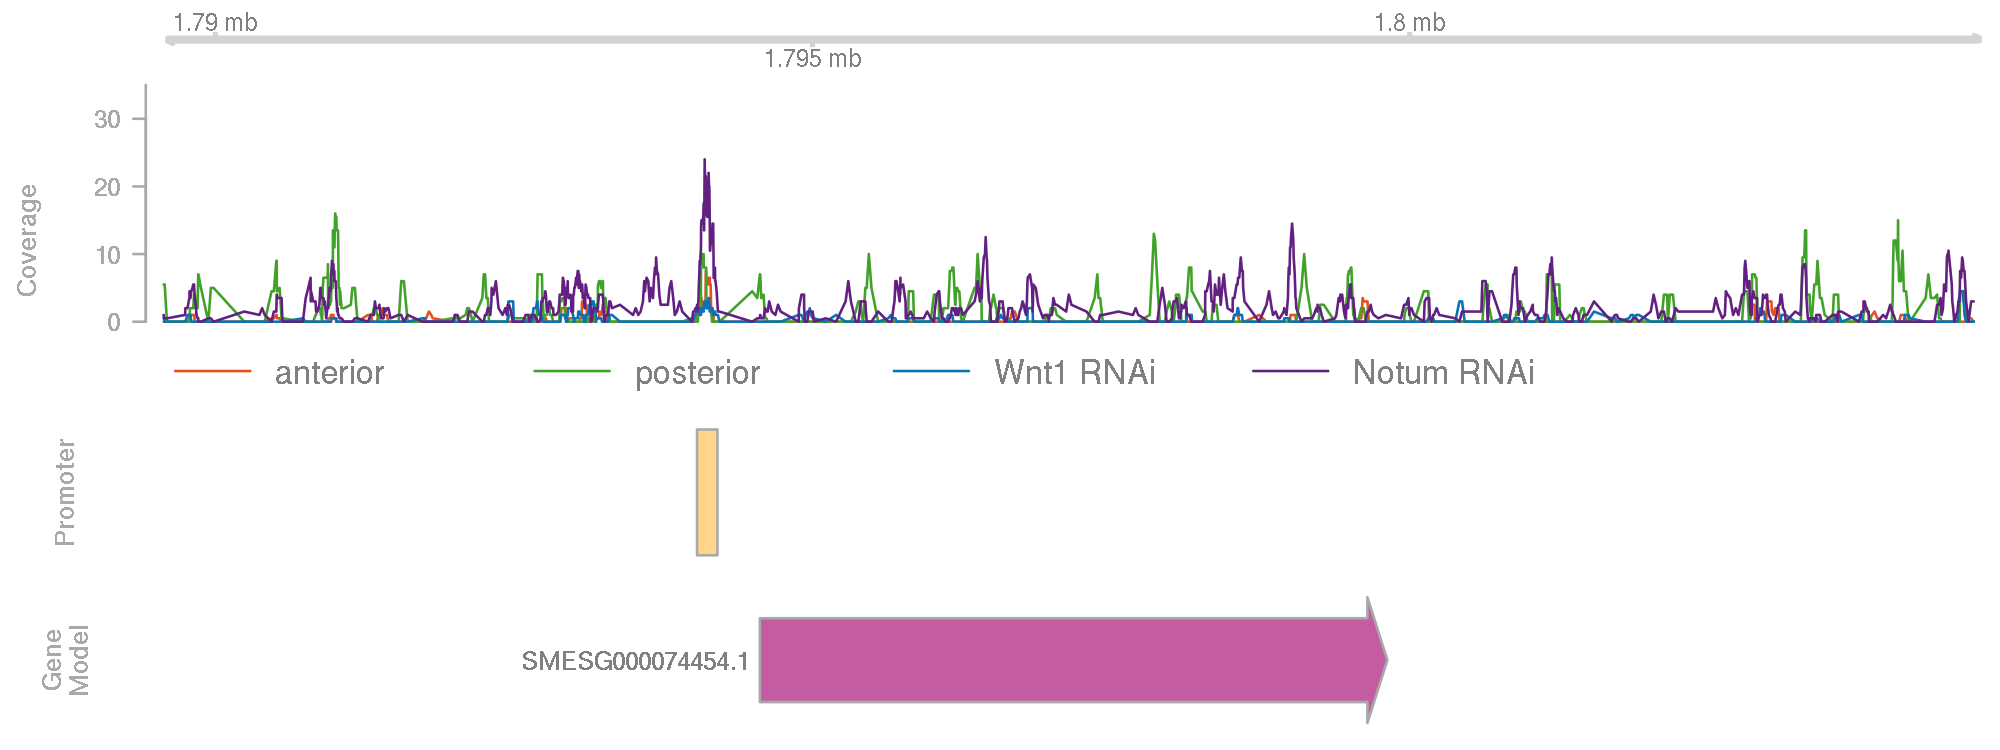 1.79 mb
1.8 mb
1.795 mb
Coverage
30
20
10
0
anterior
posterior
Wnt1 RNAi
Notum RNAi
Promoter
Gene
Model
SMESG000074454.1